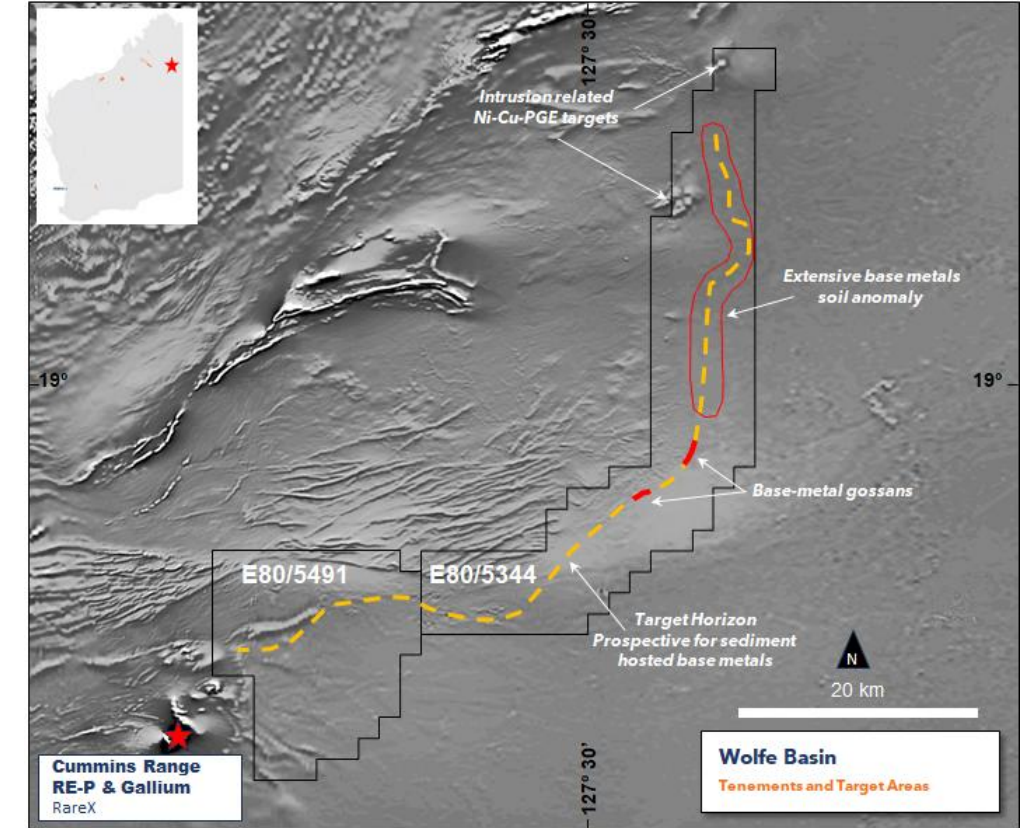 127° 30'
Intrusion related
Ni-Cu-PGE targets
Extensive base metals
soil anomaly
19°
19°
Base-metal gossans
E80/5491
E80/5344
Target Horizon
Prospective for sediment
hosted base metals
N
20 km
127° 30'
Cummins Range
RE-P & Gallium
RareX
Wolfe Basin
Tenements and Target Areas